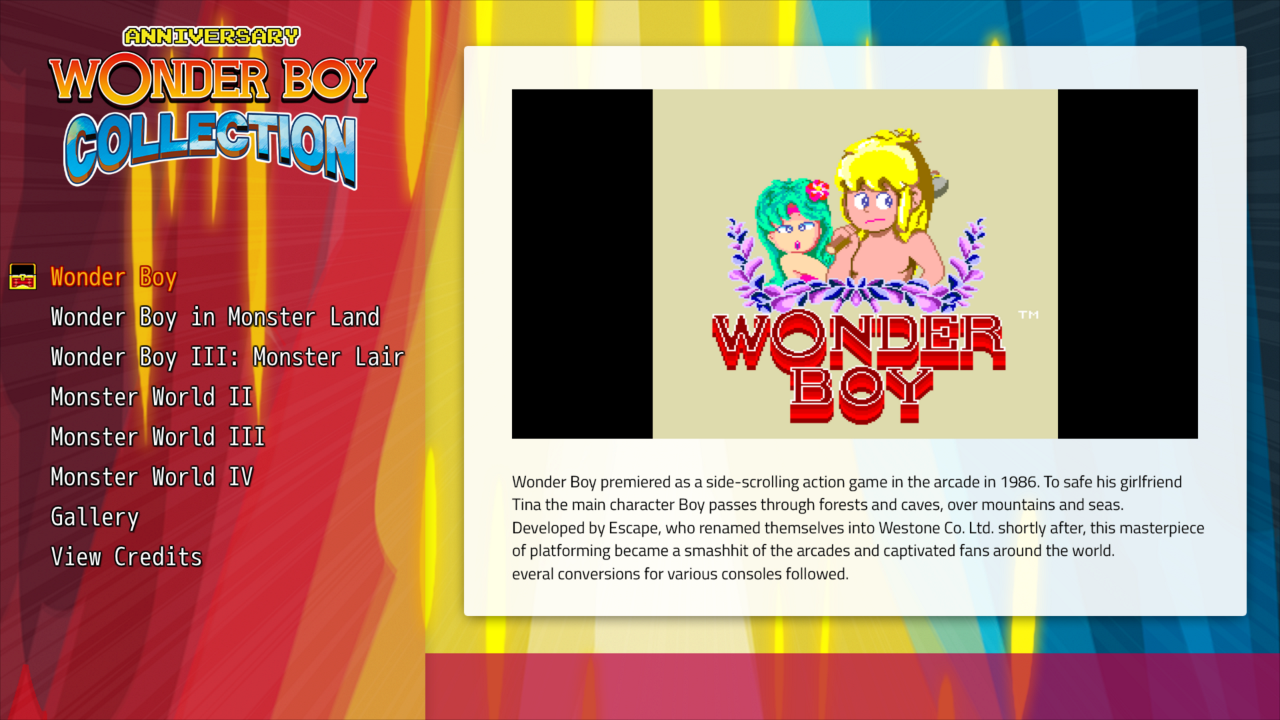 ANNIVERSARY
WONDER BOY
COLLECTION
Wonder Boy
Wonder Boy in Monster Land
Wonder Boy III: Monster Lair
Monster World II
Monster World III
Monster World IV
Gallery
View Credits
WONDER
BOY
TM
Wonder Boy premiered as a side-scrolling action game in the arcade in 1986. To safe his girlfriend
Tina the main character Boy passes through forests and caves, over mountains and seas.
Developed by Escape, who renamed themselves into Westone Co. Ltd. shortly after, this masterpiece
of platforming became a smashhit of the arcades and captivated fans around the world.
everal conversions for various consoles followed.